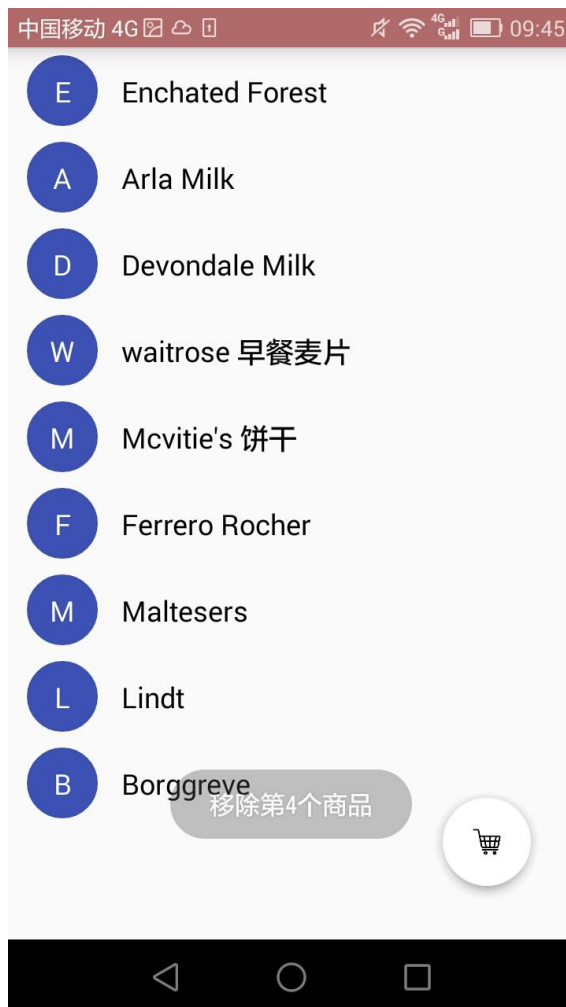 中国移动 4G 4G G 09:45
E Enchated Forest
A Arla Milk
D Devondale Milk
W waitrose 早餐麦片
M Mcvitie's 饼干
F Ferrero Rocher
M Maltesers
L Lindt
B Borggreve
移除第4个商品